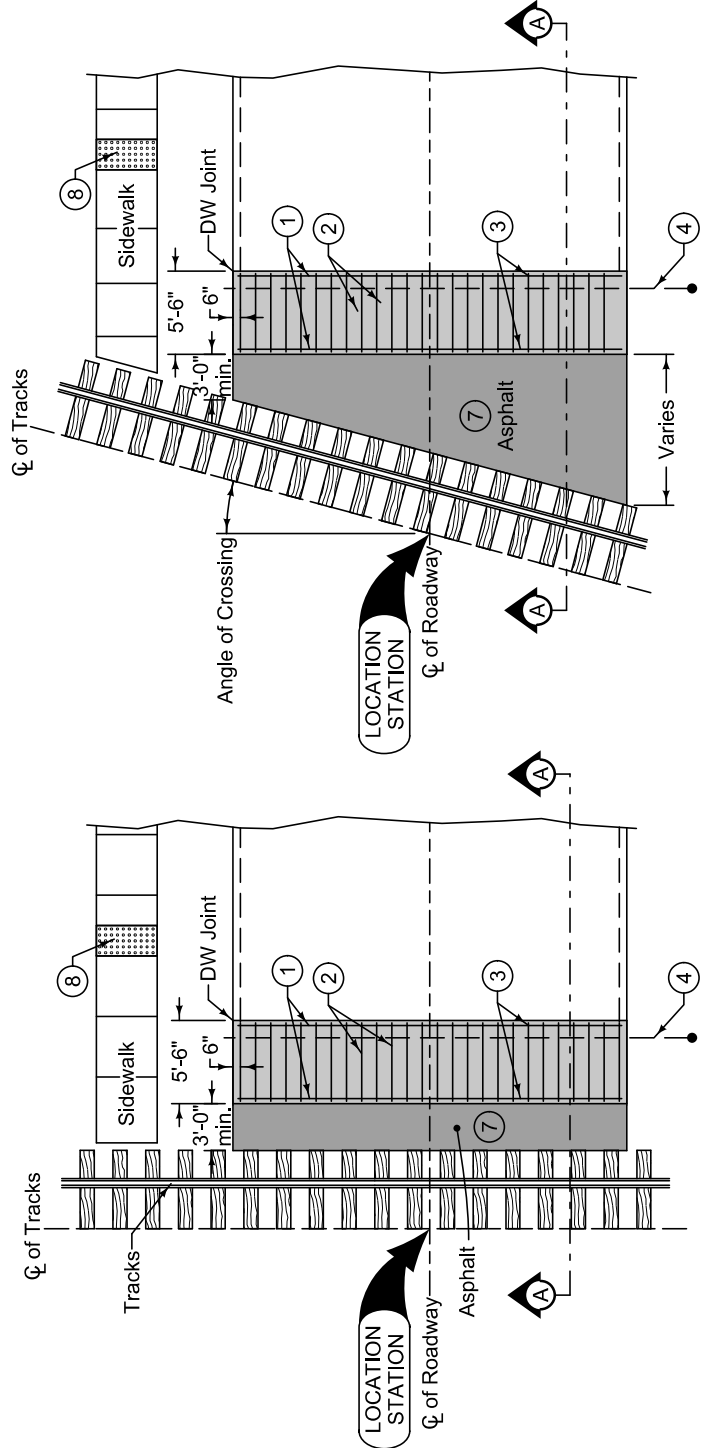 ℄ of Tracks
Tracks
Sidewalk
8
5'-6"
6"
3'-0"
min.
DW Joint
1
2
3
4
7
LOCATION
STATION
℄ of Roadway
Asphalt
A
A
℄ of Tracks
Angle of Crossing
Sidewalk
8
5'-6"
6"
3'-0"
min.
DW Joint
1
2
3
4
7
Asphalt
Varies
LOCATION
STATION
℄ of Roadway
A
A